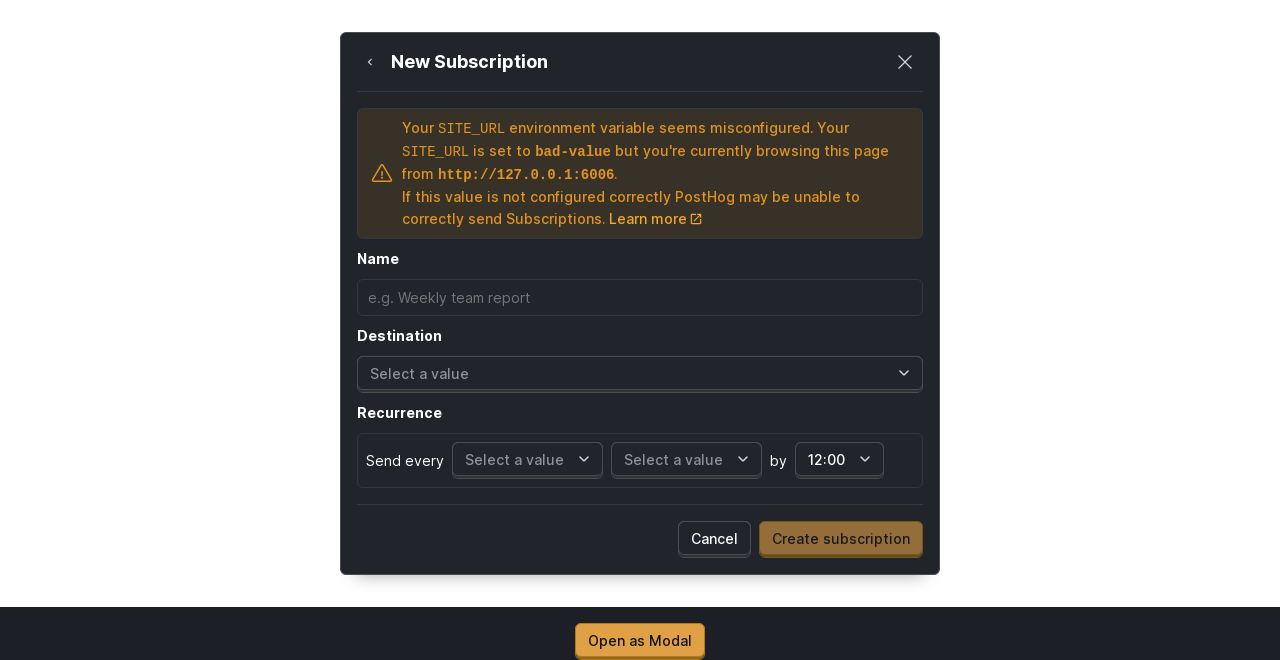 New Subscription
Your SITE_URL environment variable seems misconfigured. Your
SITE_URL is set to bad-value but you're currently browsing this page
from http://127.0.0.1:6006.
If this value is not configured correctly PostHog may be unable to
correctly send Subscriptions. Learn more
Name
e.g. Weekly team report
Destination
Select a value
Recurrence
Send every Select a value Select a value by 12:00
Cancel Create subscription
Open as Modal